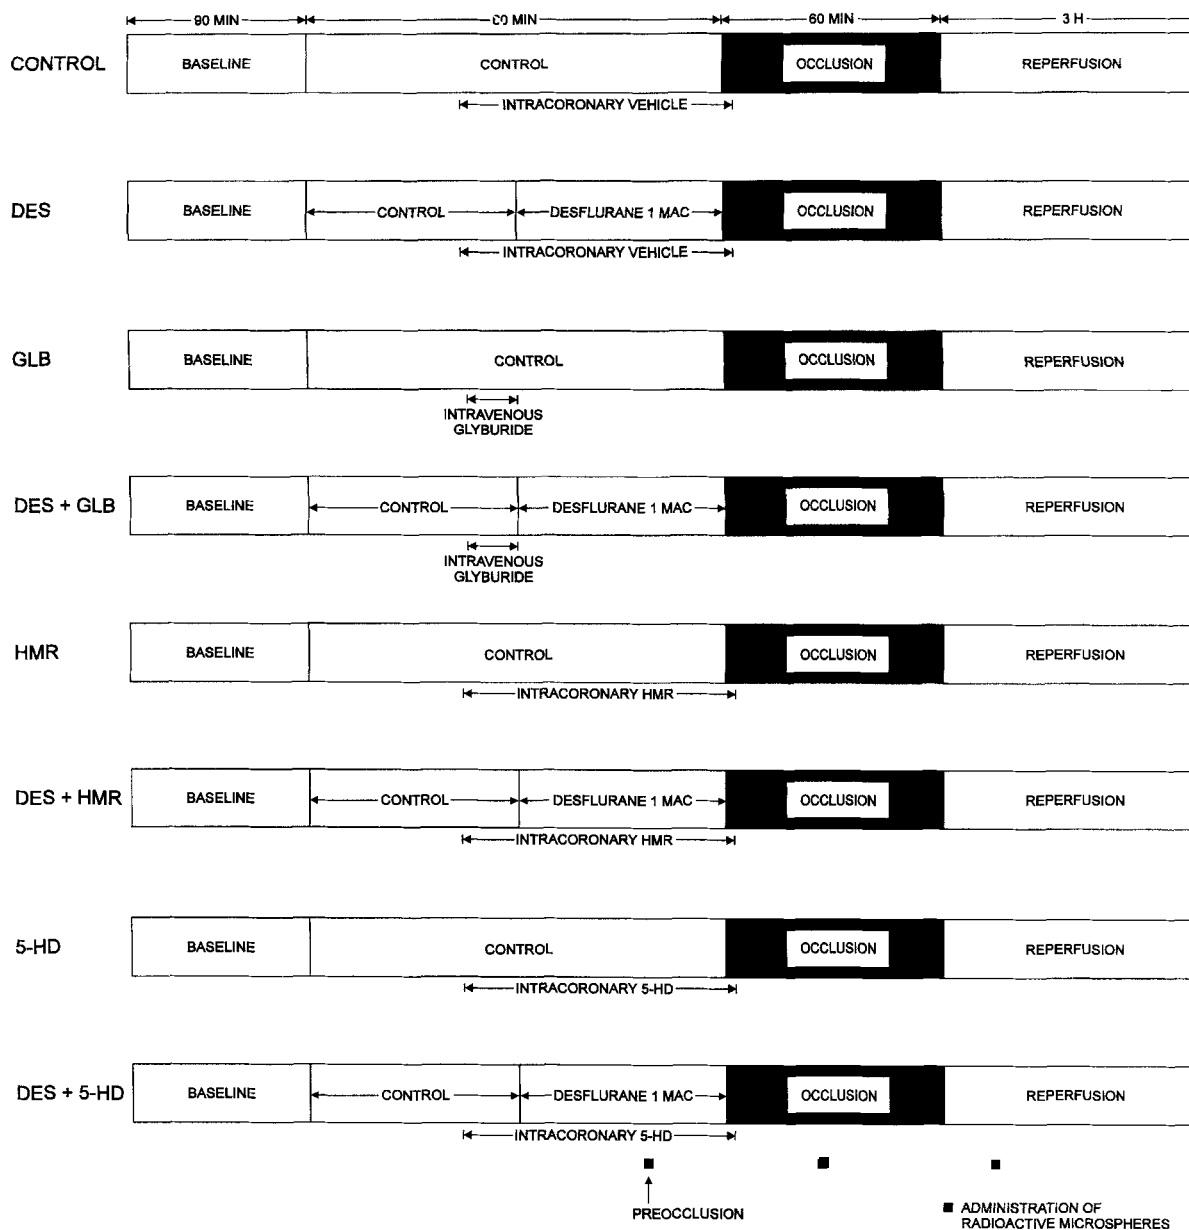 90 MIN
MIN
60 MIN
3 H
CONTROL
BASELINE
CONTROL
OCCLUSION
REPERFUSION
INTRACORONARY VEHICLE
DES
BASELINE
CONTROL
DESFLURANE 1 MAC
OCCLUSION
REPERFUSION
INTRACORONARY VEHICLE
GLB
BASELINE
CONTROL
OCCLUSION
REPERFUSION
INTRAVENOUS
GLYBURIDE
DES + GLB
BASELINE
CONTROL
DESFLURANE 1 MAC
OCCLUSION
REPERFUSION
INTRAVENOUS
GLYBURIDE
HMR
BASELINE
CONTROL
OCCLUSION
REPERFUSION
INTRACORONARY HMR
DES + HMR
BASELINE
CONTROL
DESFLURANE 1 MAC
OCCLUSION
REPERFUSION
INTRACORONARY HMR
5-HD
BASELINE
CONTROL
OCCLUSION
REPERFUSION
INTRACORONARY 5-HD
DES + 5-HD
BASELINE
CONTROL
DESFLURANE 1 MAC
OCCLUSION
REPERFUSION
INTRACORONARY 5-HD
PREOCCLUSION
ADMINISTRATION OF
RADIOACTIVE MICROSPHERES